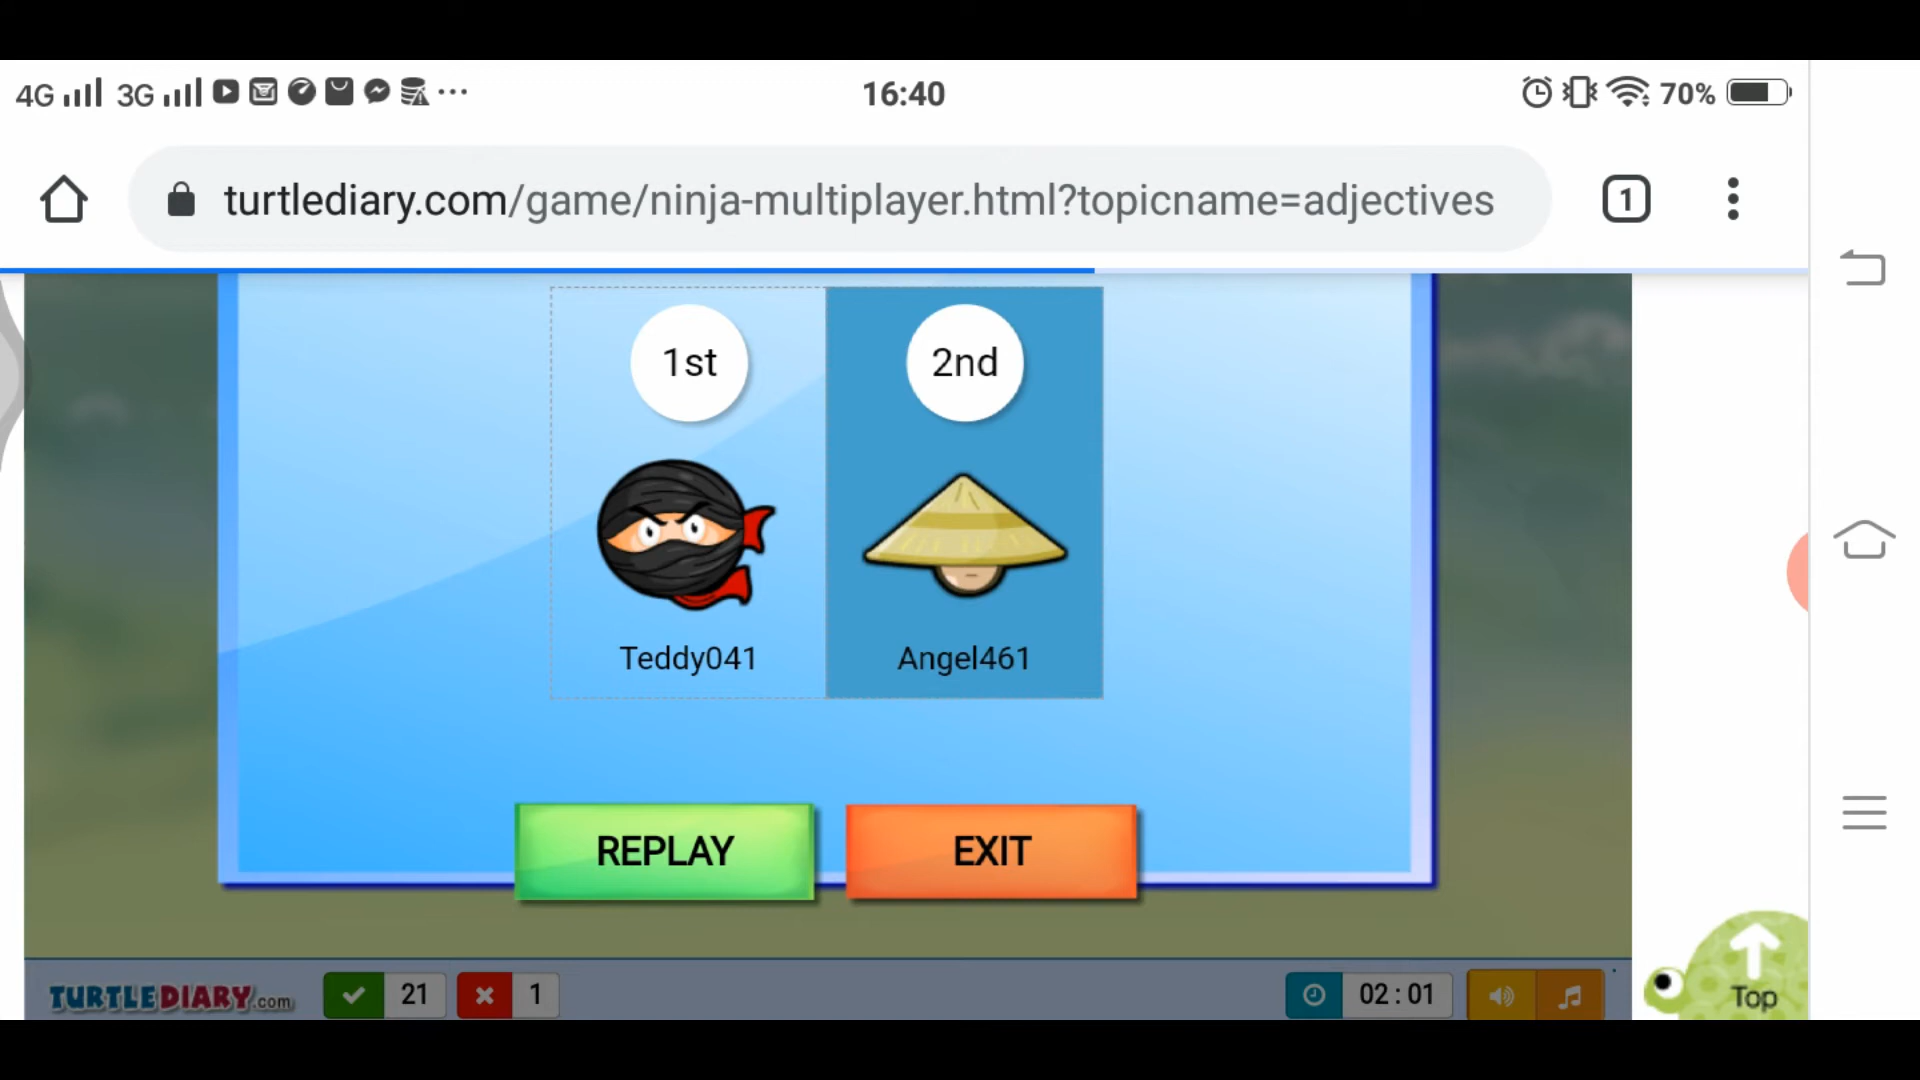 4G 3G ... 16:40 70%
turtlediary.com/game/ninja-multiplayer.html?topicname=adjectives 1
1st 2nd
Teddy041 Angel461
REPLAY EXIT
TURTLEDIARY.com 21 1 02:01
Top